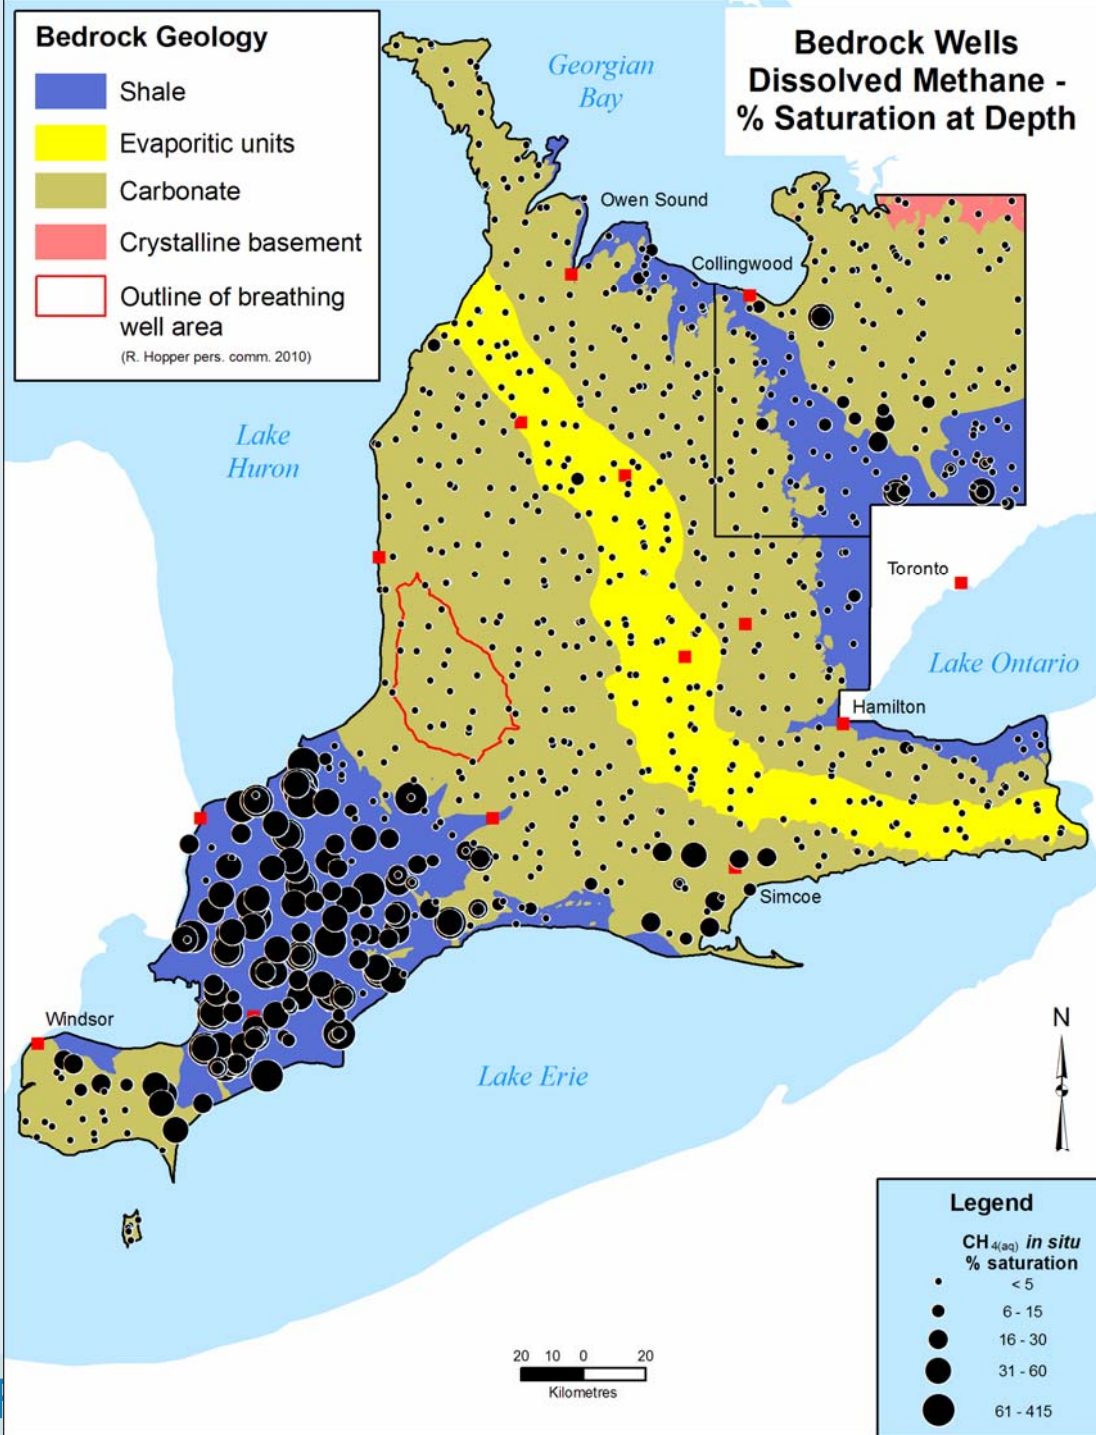 Bedrock Geology
Shale
Evaporitic units
Carbonate
Crystalline basement
Outline of breathing
well area
(R. Hopper pers. comm. 2010)
Bedrock Wells
Dissolved Methane -
% Saturation at Depth
Georgian
Bay
Owen Sound
Collingwood
Lake
Huron
Toronto
Lake Ontario
Hamilton
Simcoe
Windsor
Lake Erie
N
Legend
CH4(aq) in situ
% saturation
< 5
6 - 15
16 - 30
31 - 60
61 - 415
20 10 0 20
Kilometres